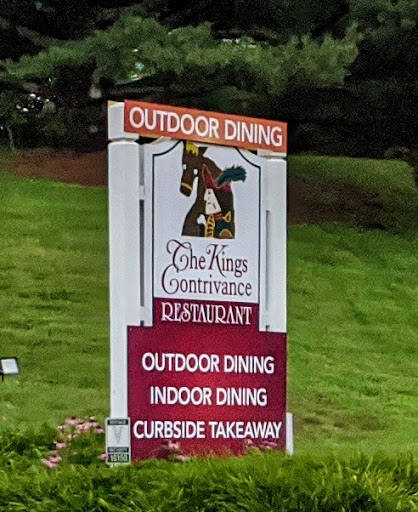 OUTDOOR DINING
The Kings
Contrivance
RESTAURANT
OUTDOOR DINING
INDOOR DINING
CURBSIDE TAKEAWAY